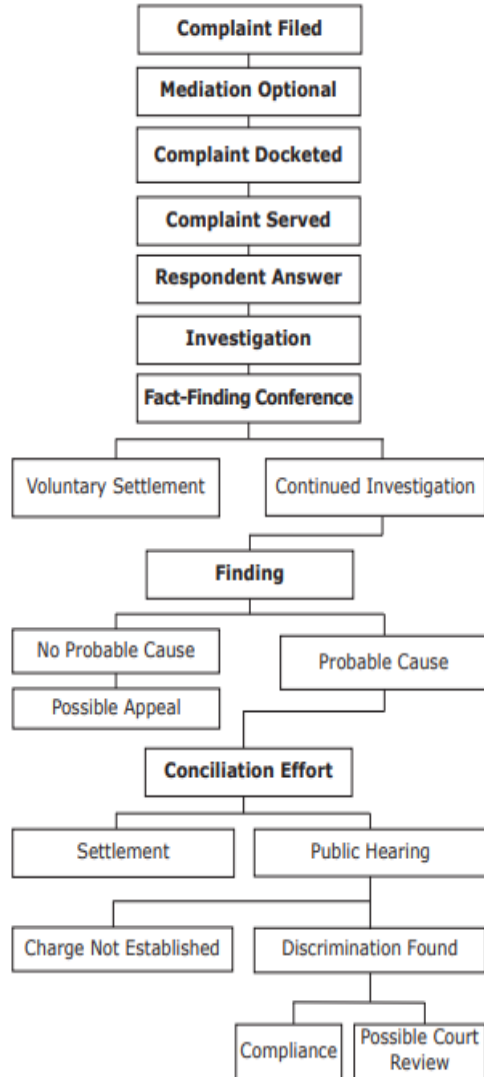 Complaint Filed
Mediation Optional
Complaint Docketed
Complaint Served
Respondent Answer
Investigation
Fact-Finding Conference
Voluntary Settlement
Continued Investigation
Finding
No Probable Cause
Probable Cause
Possible Appeal
Conciliation Effort
Settlement
Public Hearing
Charge Not Established
Discrimination Found
Compliance
Possible Court
Review